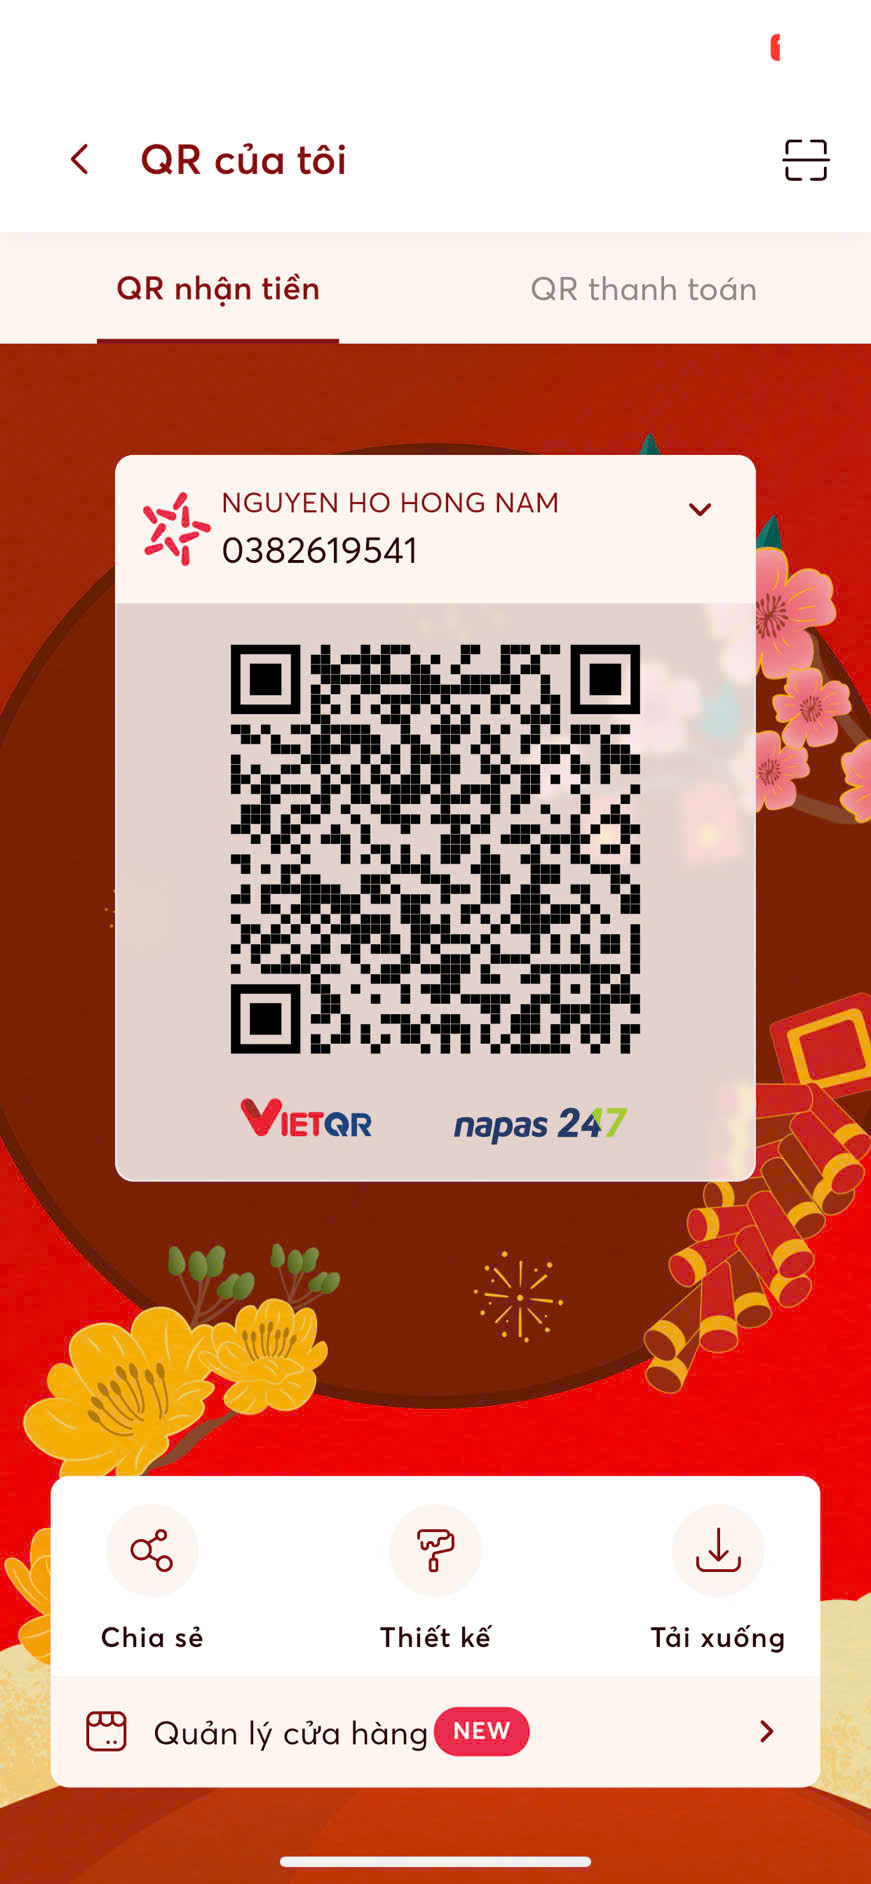 QR của tôi
QR nhận tiền
QR thanh toán
NGUYEN HO HONG NAM
0382619541
VIETQR
napas 247
Chia sẻ
Thiết kế
Tải xuống
Quản lý cửa hàng NEW